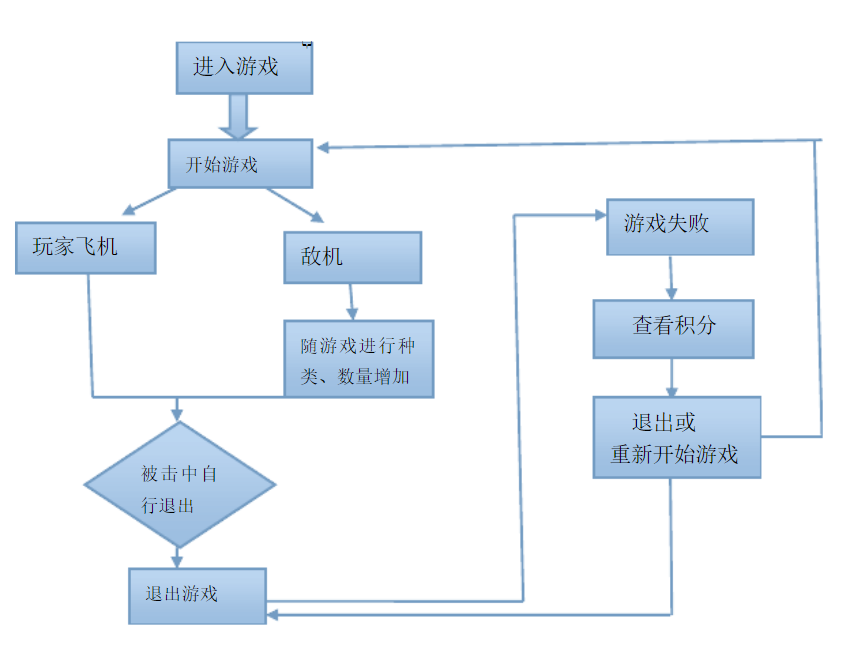 进入游戏
开始游戏
玩家飞机
敌机
随游戏进行种
类、数量增加
被击中自
行退出
退出游戏
游戏失败
查看积分
退出或
重新开始游戏